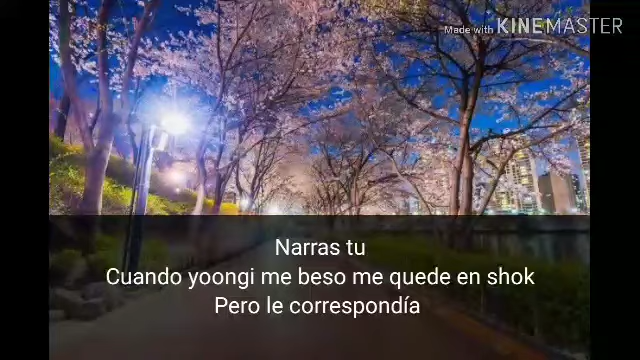 Made with KINEMASTER
Narras tu
Cuando yoongi me beso me quede en shok
Pero le correspondía